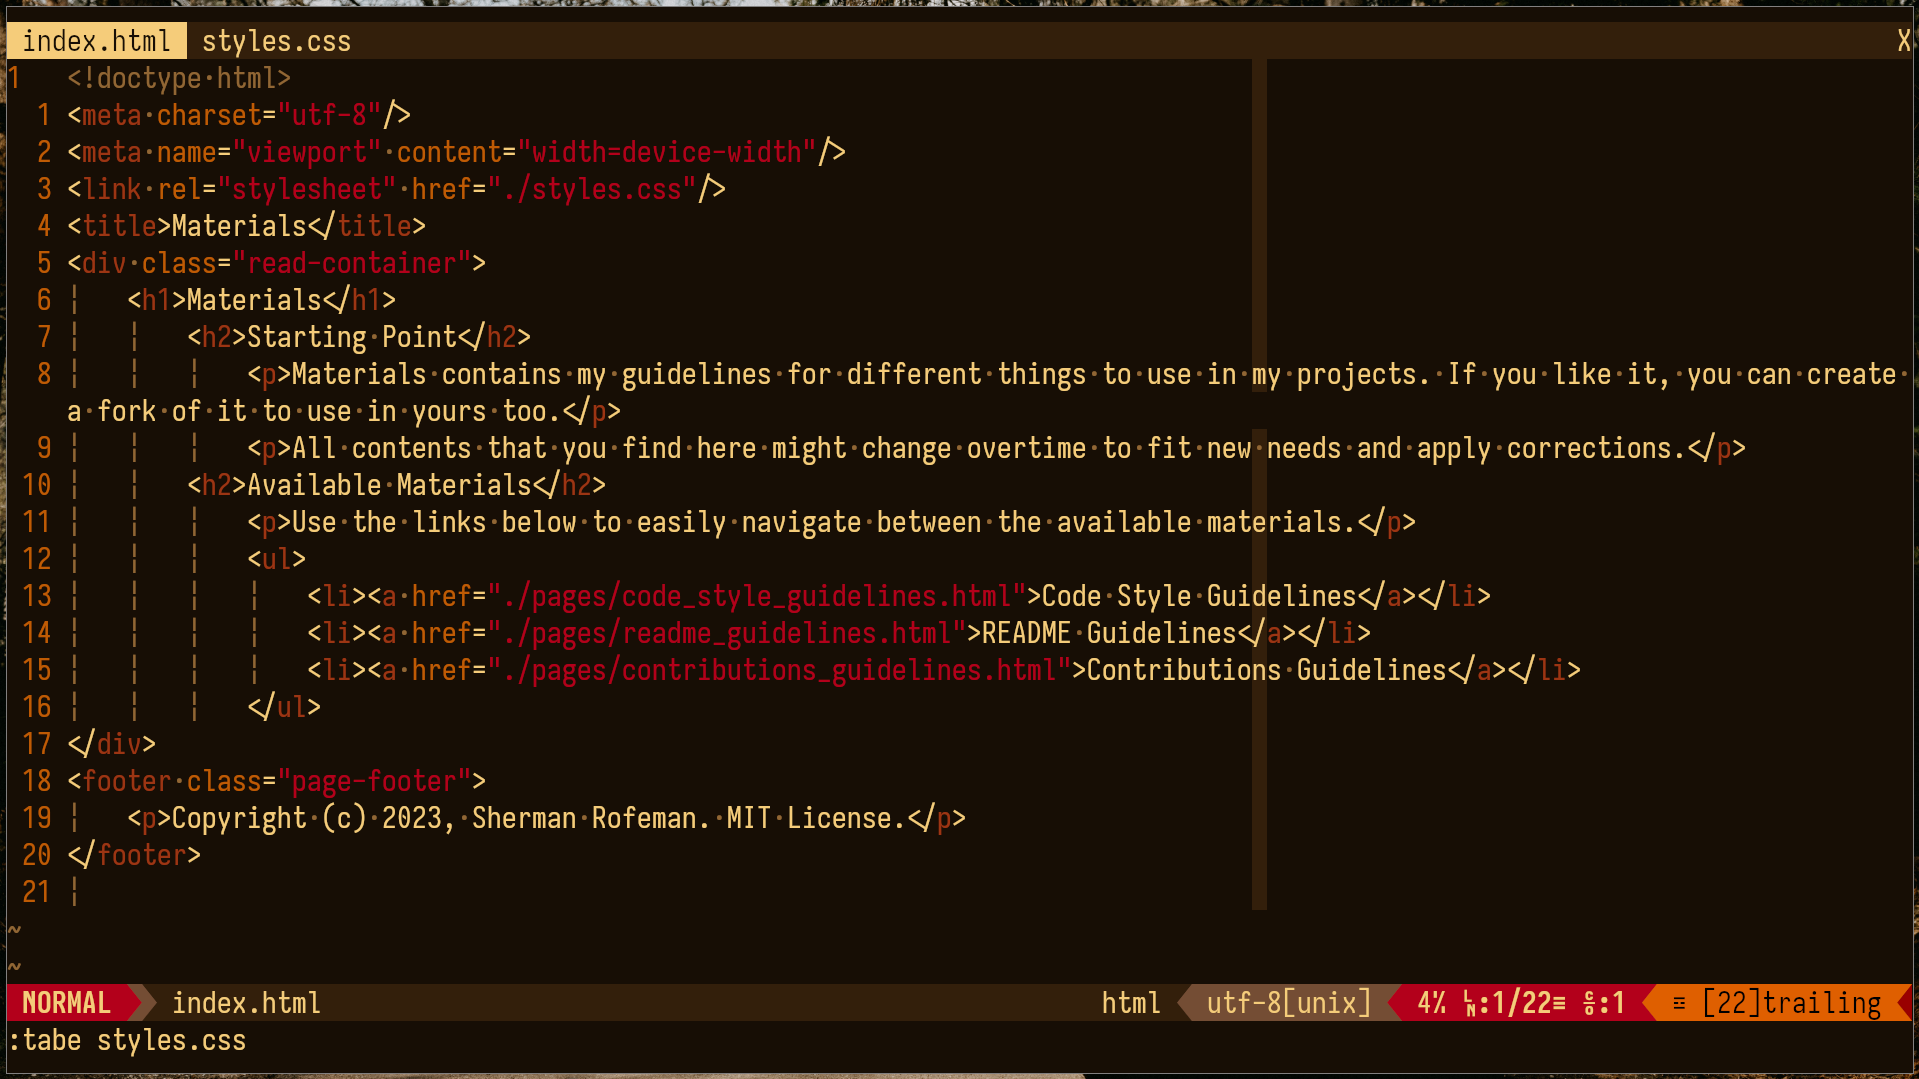 index.html styles.css X
1 <!doctype·html>
1 <meta·charset="utf-8"/>
2 <meta·name="viewport"·content="width=device-width"/>
3 <link·rel="stylesheet"·href="./styles.css"/>
4 <title>Materials</title>
5 <div·class="read-container">
6 ¦   <h1>Materials</h1>
7 ¦   ¦   <h2>Starting·Point</h2>
8 ¦   ¦   ¦   <p>Materials·contains·my·guidelines·for·different·things·to·use·in·my·projects.·If·you·like·it,·you·can·create·
a·fork·of·it·to·use·in·yours·too.</p>
9 ¦   ¦   ¦   <p>All·contents·that·you·find·here·might·change·overtime·to·fit·new·needs·and·apply·corrections.</p>
10 ¦   ¦   <h2>Available·Materials</h2>
11 ¦   ¦   ¦   <p>Use·the·links·below·to·easily·navigate·between·the·available·materials.</p>
12 ¦   ¦   ¦   <ul>
13 ¦   ¦   ¦   ¦   <li><a·href="./pages/code_style_guidelines.html">Code·Style·Guidelines</a></li>
14 ¦   ¦   ¦   ¦   <li><a·href="./pages/readme_guidelines.html">README·Guidelines</a></li>
15 ¦   ¦   ¦   ¦   <li><a·href="./pages/contributions_guidelines.html">Contributions·Guidelines</a></li>
16 ¦   ¦   ¦   </ul>
17 </div>
18 <footer·class="page-footer">
19 ¦   <p>Copyright·(c)·2023,·Sherman·Rofeman.·MIT·License.</p>
20 </footer>
21 ¦
~
~
NORMAL index.html html utf-8[unix] 4% LN:1/22≡ co:1 ☲ [22]trailing
:tabe styles.css